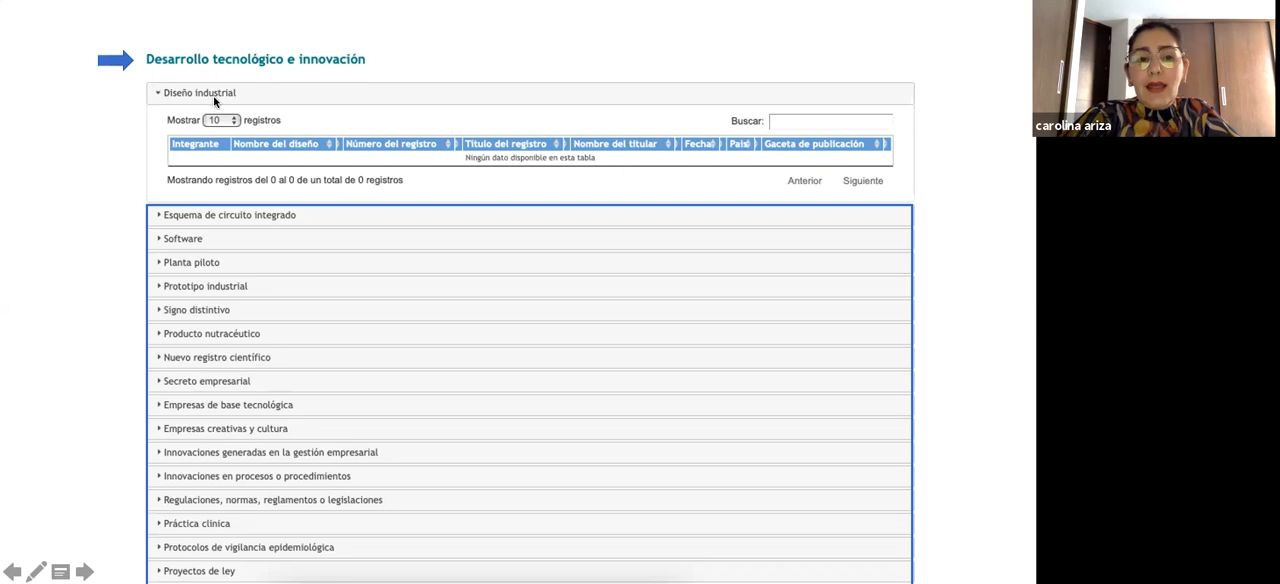 Desarrollo tecnológico e innovación
Diseño industrial
Mostrar 10 registros
Buscar:
Integrante Nombre del diseño Número del registro Titulo del registro Nombre del titular Fecha País Gaceta de publicación
Ningún dato disponible en esta tabla
Mostrando registros del 0 al 0 de un total de 0 registros
Anterior Siguiente
Esquema de circuito integrado
Software
Planta piloto
Prototipo industrial
Signo distintivo
Producto nutracéutico
Nuevo registro científico
Secreto empresarial
Empresas de base tecnológica
Empresas creativas y cultura
Innovaciones generadas en la gestión empresarial
Innovaciones en procesos o procedimientos
Regulaciones, normas, reglamentos o legislaciones
Práctica clinica
Protocolos de vigilancia epidemiológica
Proyectos de ley
carolina ariza